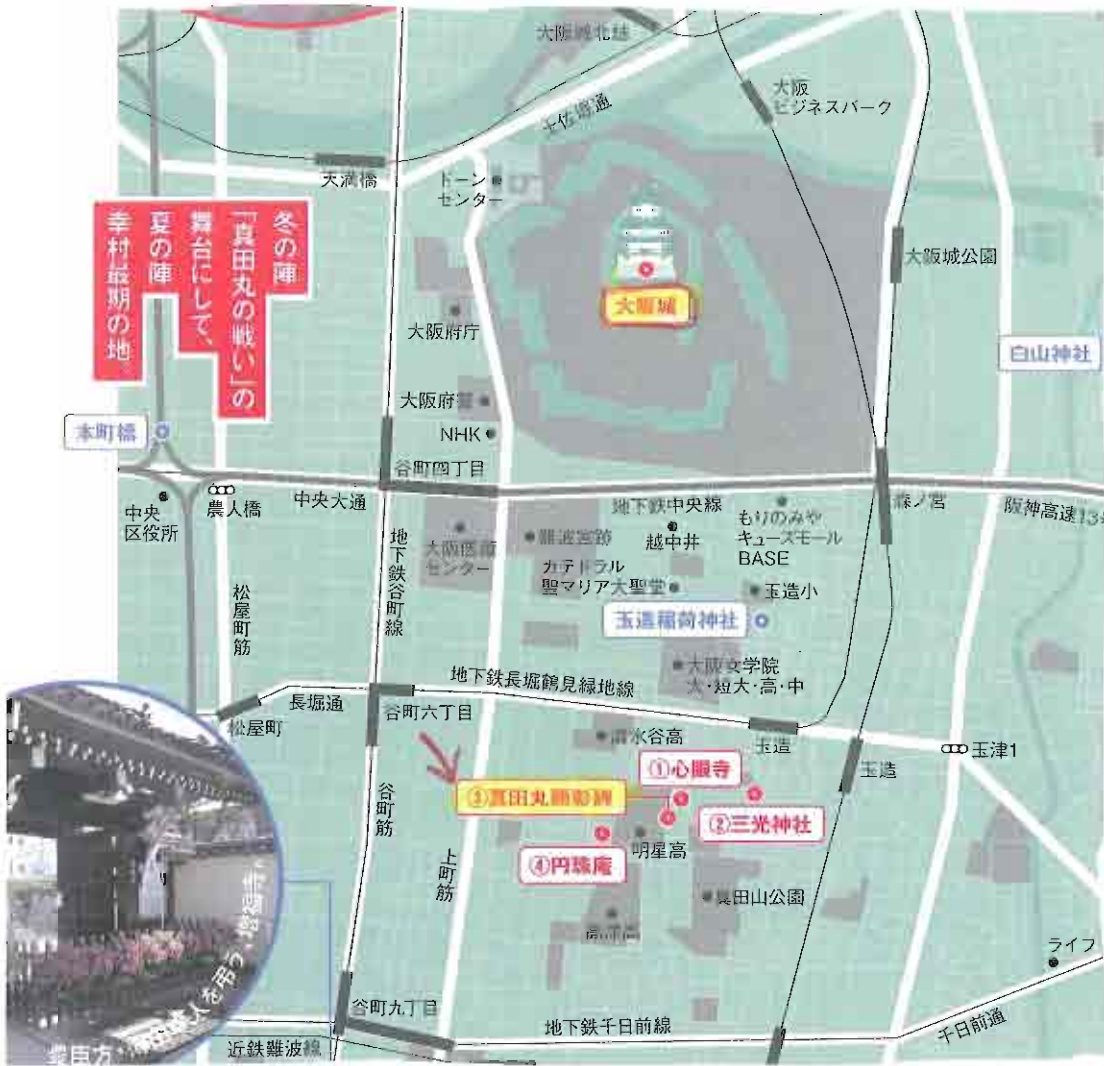 大阪城北詰
土佐堀通
大阪
ビジネスパーク
天満橋
ドーン
センター
冬の陣
「真田丸の戦い」の
舞台にして、
夏の陣
幸村最期の地。
大阪城
大阪城公園
大阪府庁
白山神社
大阪府警
NHK
本町橋
谷町四丁目
中央
区役所
農人橋
中央大通
地下鉄中央線
森ノ宮
阪神高速13
大阪医療
センター
難波宮跡
越中井
もりのみや
キューズモール
BASE
カテドラル
聖マリア大聖堂
玉造小
地下鉄谷町線
松屋町筋
玉造稲荷神社
大阪女学院
大・短大・高・中
地下鉄長堀鶴見緑地線
長堀通
松屋町
谷町六丁目
清水谷高
玉造
玉造
玉津1
①心眼寺
③真田丸顕彰碑
②三光神社
明星高
④円珠庵
谷町筋
上町筋
真田山公園
高津高
ライフ
谷町九丁目
地下鉄千日前線
千日前通
近鉄難波線
豊臣方
人を弔う